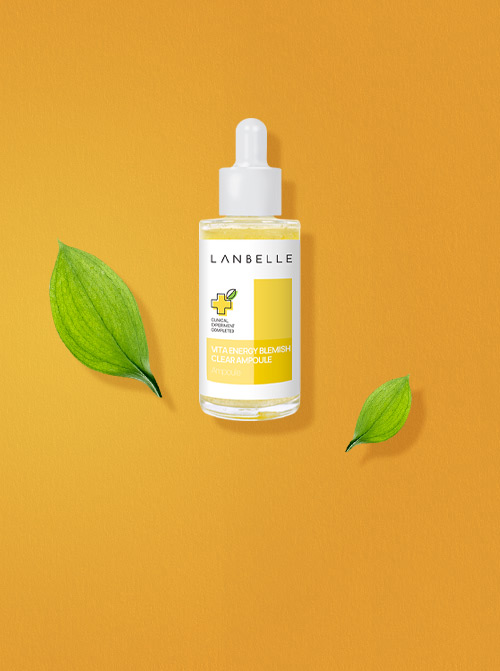 LANBELLE
CLINICAL
EXPERIMENT
COMPLETED
VITA ENERGY BLEMISH
CLEAR AMPOULE